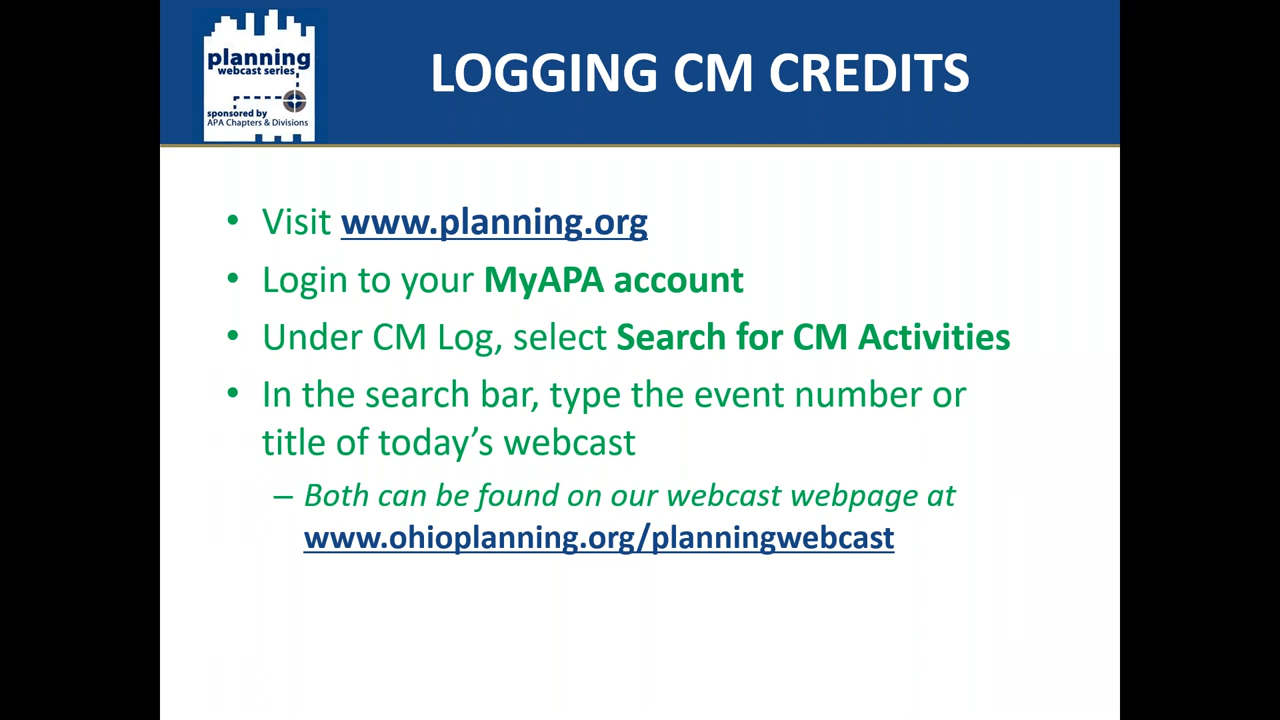 planning
webcast series
sponsored by
APA Chapters & Divisions
LOGGING CM CREDITS
• Visit www.planning.org
• Login to your MyAPA account
• Under CM Log, select Search for CM Activities
• In the search bar, type the event number or
title of today’s webcast
– Both can be found on our webcast webpage at
www.ohioplanning.org/planningwebcast